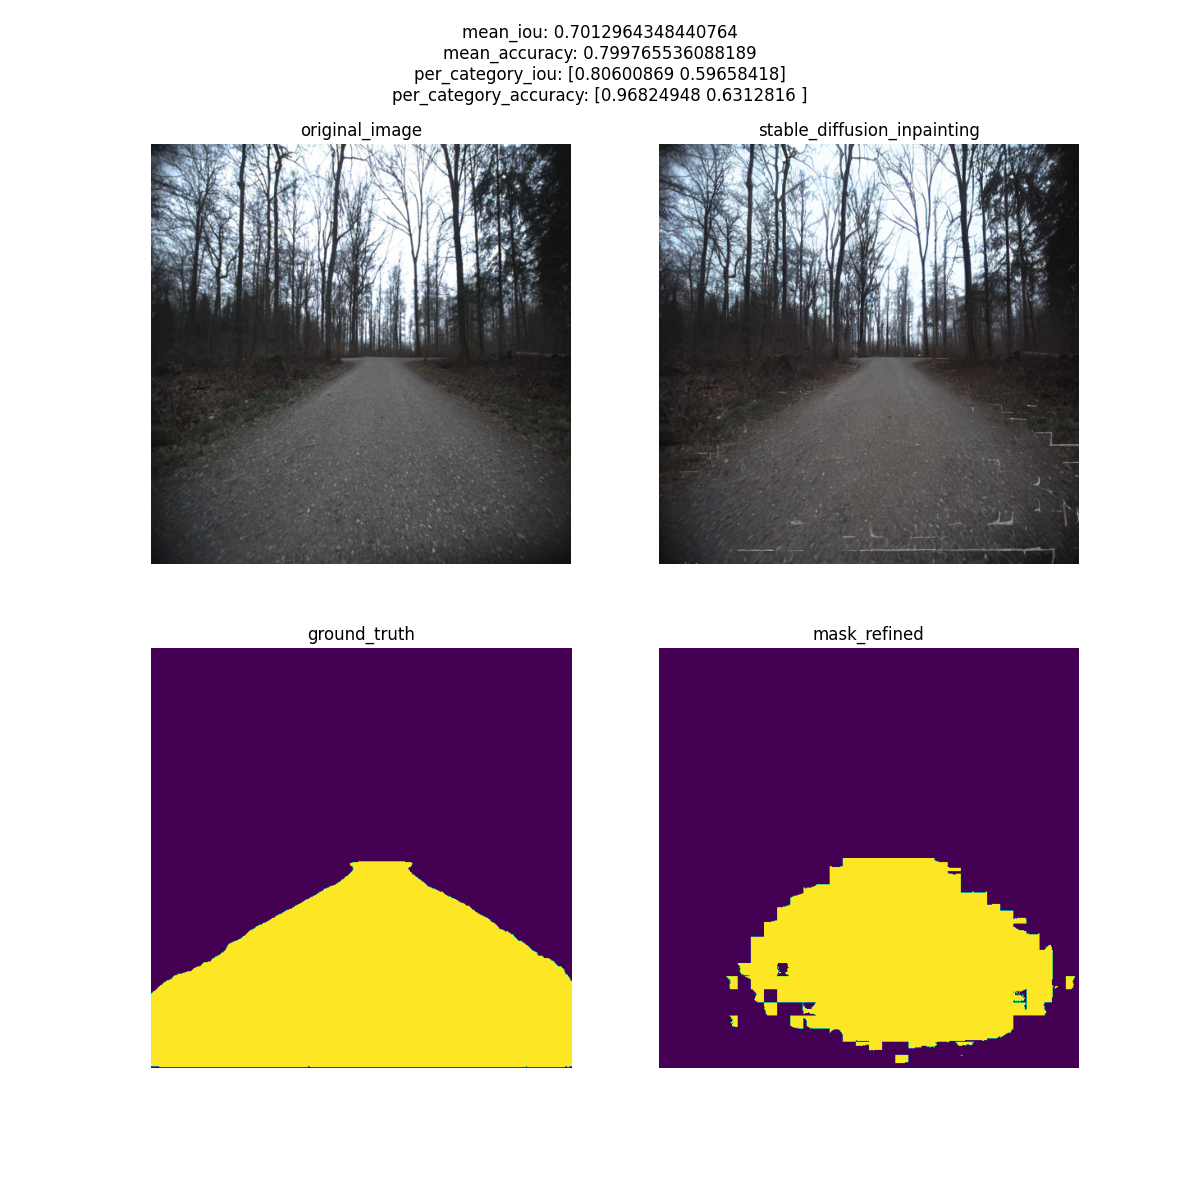 mean_iou: 0.7012964348440764
mean_accuracy: 0.799765536088189
per_category_iou: [0.80600869 0.59658418]
per_category_accuracy: [0.96824948 0.6312816 ]
original_image
stable_diffusion_inpainting
ground_truth
mask_refined